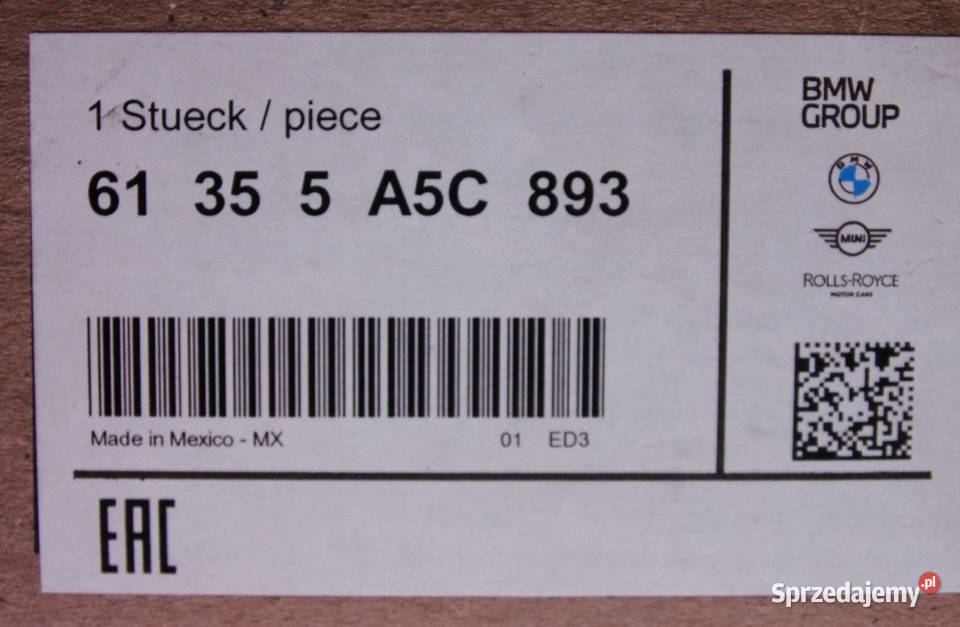 1 Stueck / piece
61 35 5 A5C 893
Made in Mexico - MX 01 ED3
EAC
BMW
GROUP
BMW
MINI
ROLLS-ROYCE
MOTOR CARS
Sprzedajemy.pl